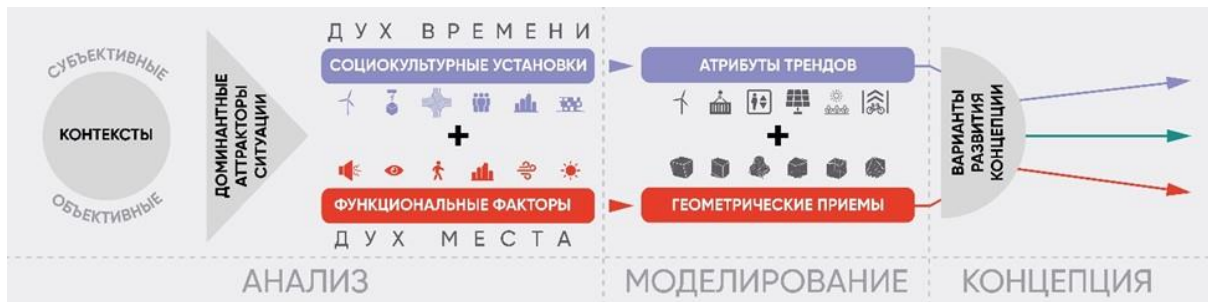 СУБЪЕКТИВНЫЕ
КОНТЕКСТЫ
ОБЪЕКТИВНЫЕ
ДОМИНАНТНЫЕ
АТТРАКТОРЫ
СИТУАЦИИ
ДУХ ВРЕМЕНИ
СОЦИОКУЛЬТУРНЫЕ УСТАНОВКИ
+
ФУНКЦИОНАЛЬНЫЕ ФАКТОРЫ
ДУХ МЕСТА
АТРИБУТЫ ТРЕНДОВ
+
ГЕОМЕТРИЧЕСКИЕ ПРИЕМЫ
ВАРИАНТЫ
РАЗВИТИЯ
КОНЦЕПЦИИ
АНАЛИЗ
МОДЕЛИРОВАНИЕ
КОНЦЕПЦИЯ